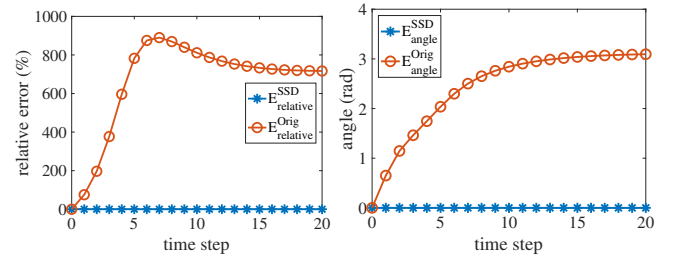 1000
800
600
400
200
0
relative error (%)
E^SSD_relative
E^Orig_relative
0 5 10 15 20
time step
4
3
2
1
0
angle (rad)
E^SSD_angle
E^Orig_angle
0 5 10 15 20
time step